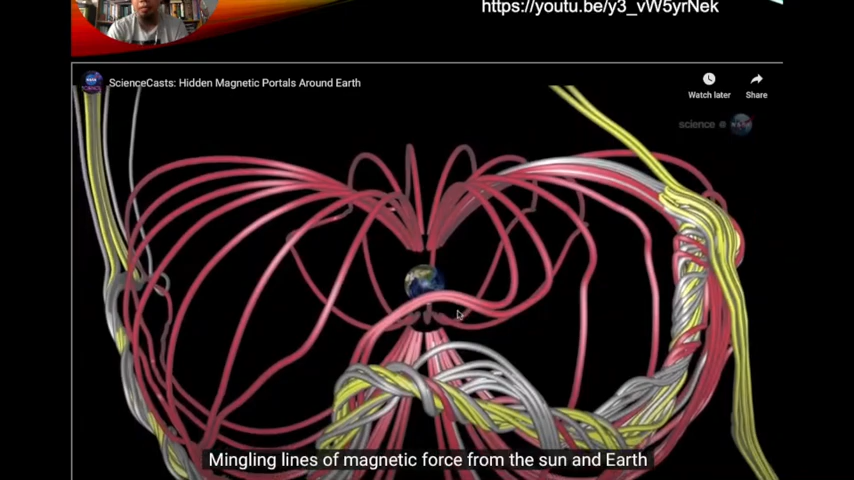 https://youtu.be/y3_vW5yrNek
ScienceCasts: Hidden Magnetic Portals Around Earth
Watch later
Share
science @
Mingling lines of magnetic force from the sun and Earth